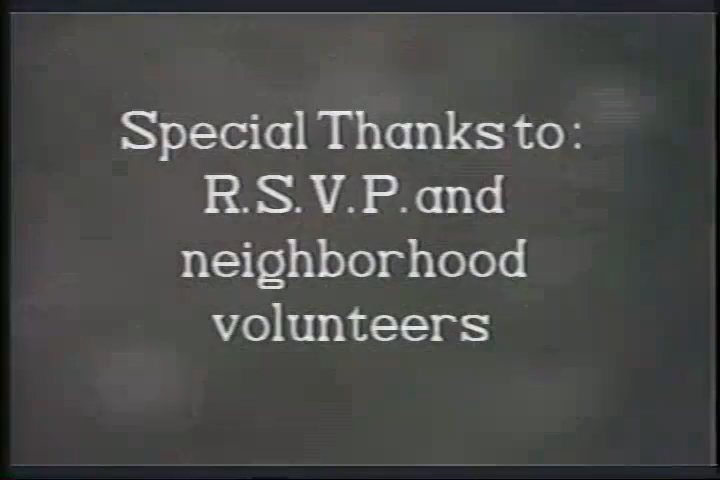 Special Thanks to:
R.S.V.P. and
neighborhood
volunteers